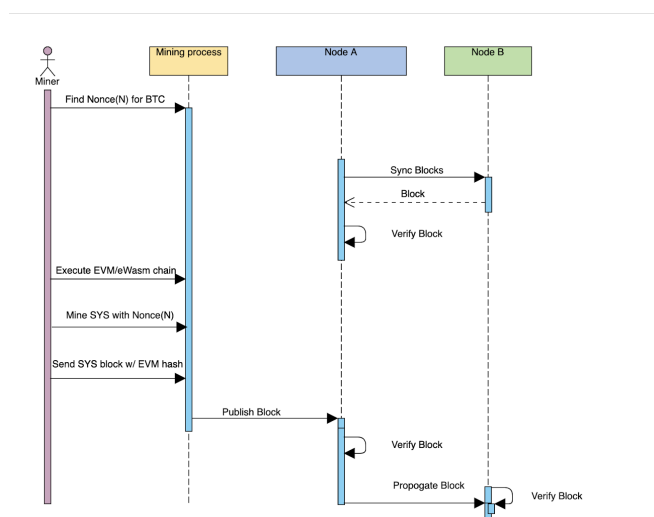 Mining process
Node A
Node B
Miner
Find Nonce(N) for BTC
Sync Blocks
Block
Verify Block
Execute EVM/eWasm chain
Mine SYS with Nonce(N)
Send SYS block w/ EVM hash
Publish Block
Verify Block
Propogate Block
Verify Block